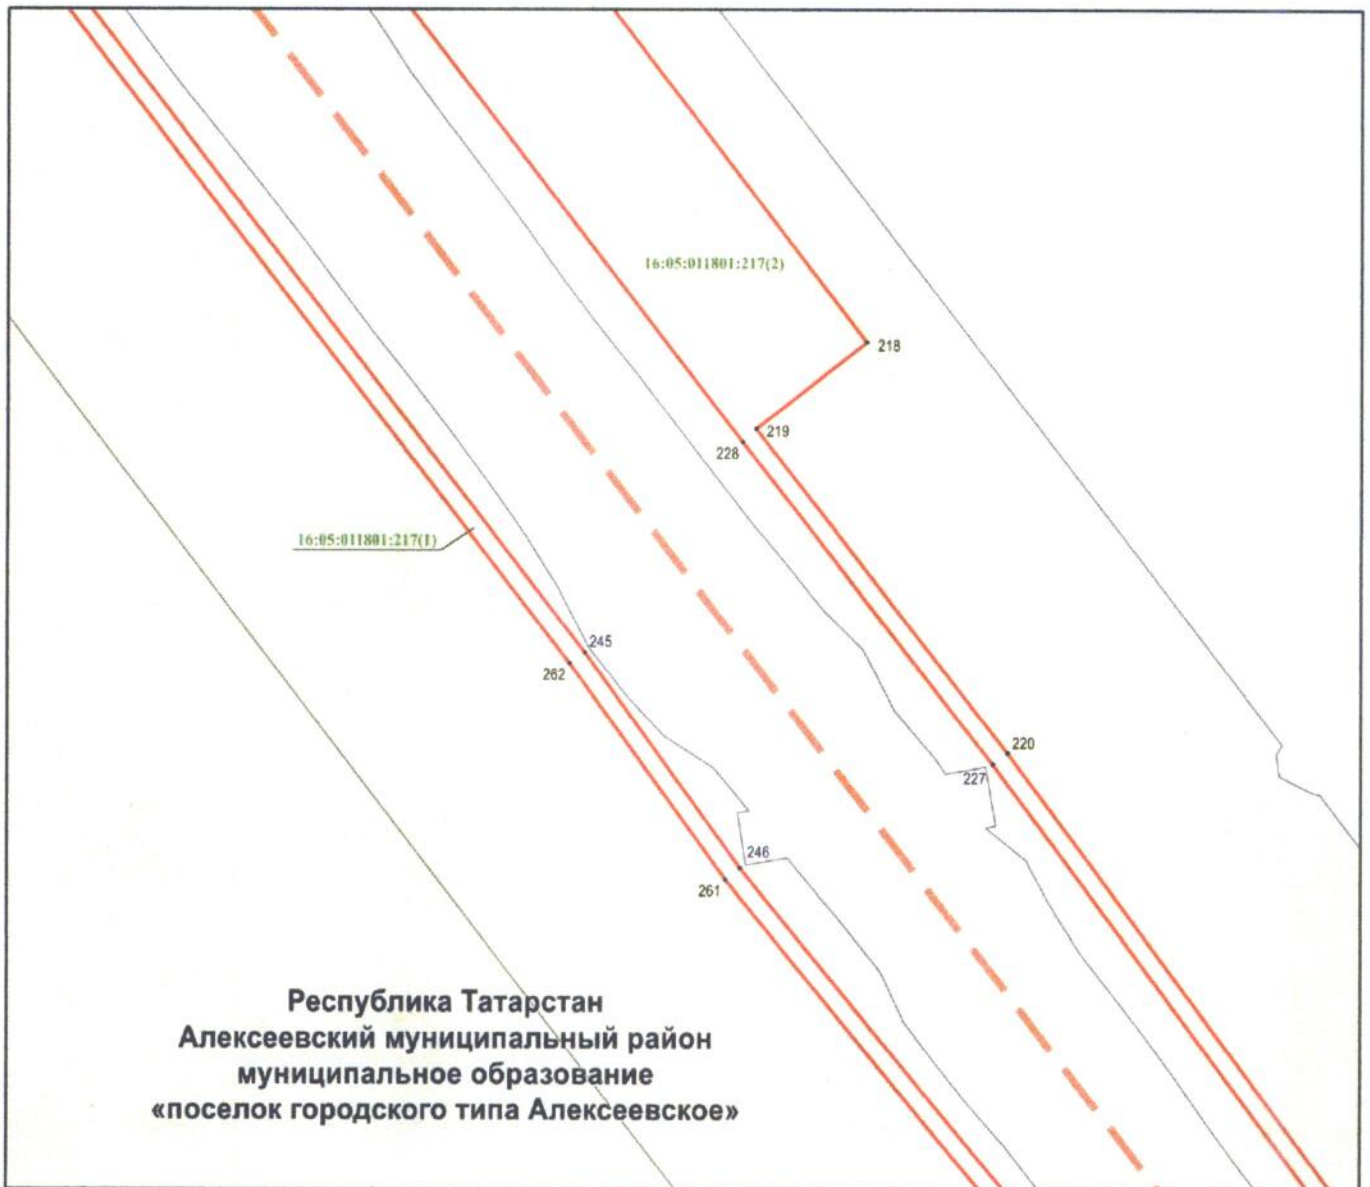 16:05:011801:217(2)
218
219
228
16:05:011801:217(1)
245
262
220
227
246
261
Республика Татарстан
Алексеевский муниципальный район
муниципальное образование
«поселок городского типа Алексеевское»